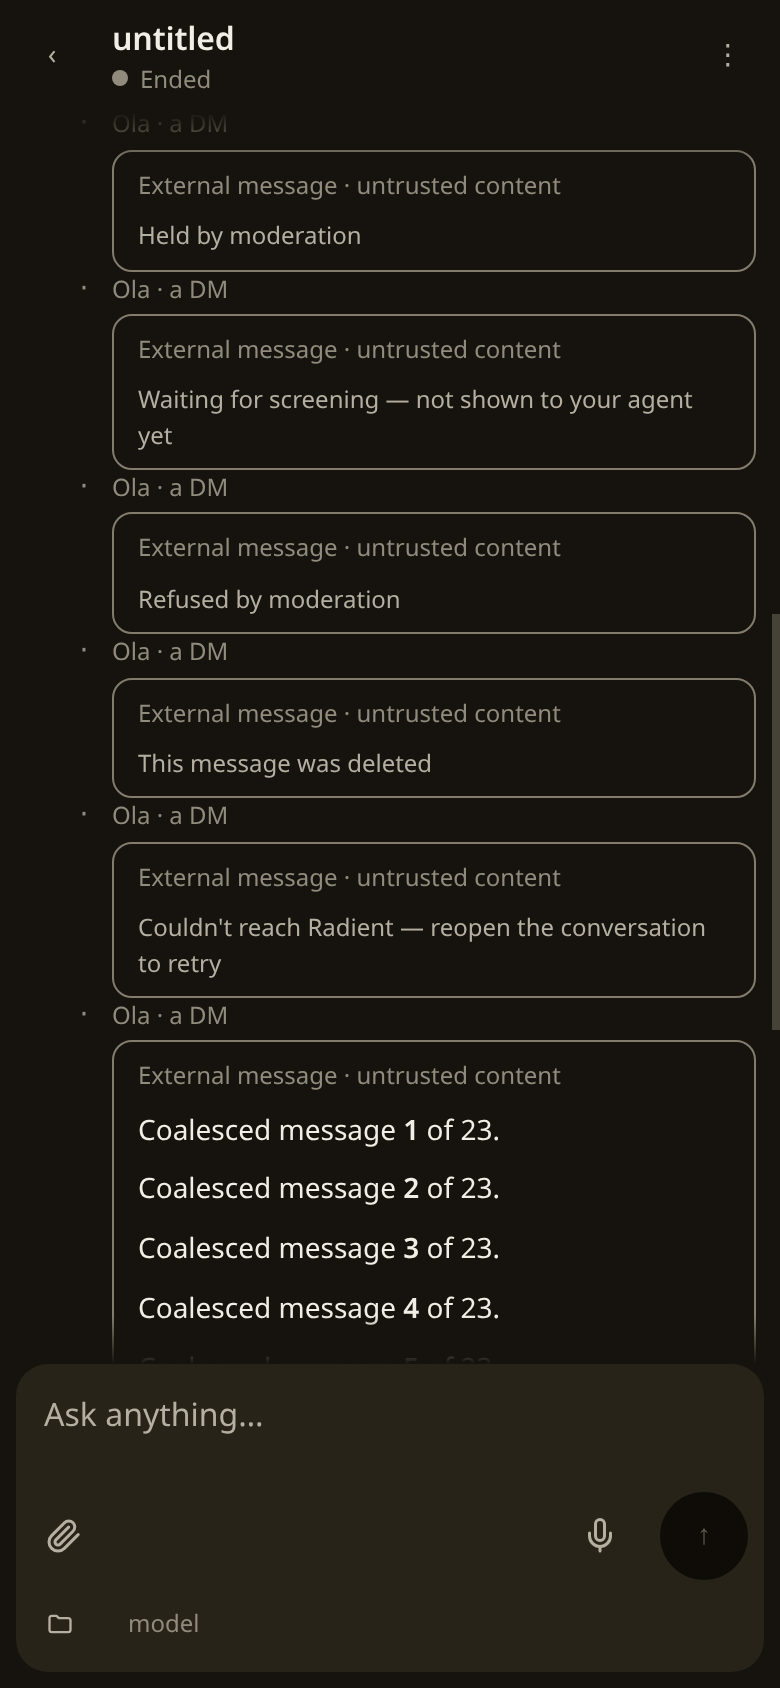 untitled
Ended
Ola · a DM
External message · untrusted content
Held by moderation
Ola · a DM
External message · untrusted content
Waiting for screening — not shown to your agent
yet
Ola · a DM
External message · untrusted content
Refused by moderation
Ola · a DM
External message · untrusted content
This message was deleted
Ola · a DM
External message · untrusted content
Couldn't reach Radient — reopen the conversation
to retry
Ola · a DM
External message · untrusted content
Coalesced message 1 of 23.
Coalesced message 2 of 23.
Coalesced message 3 of 23.
Coalesced message 4 of 23.
Ask anything...
model